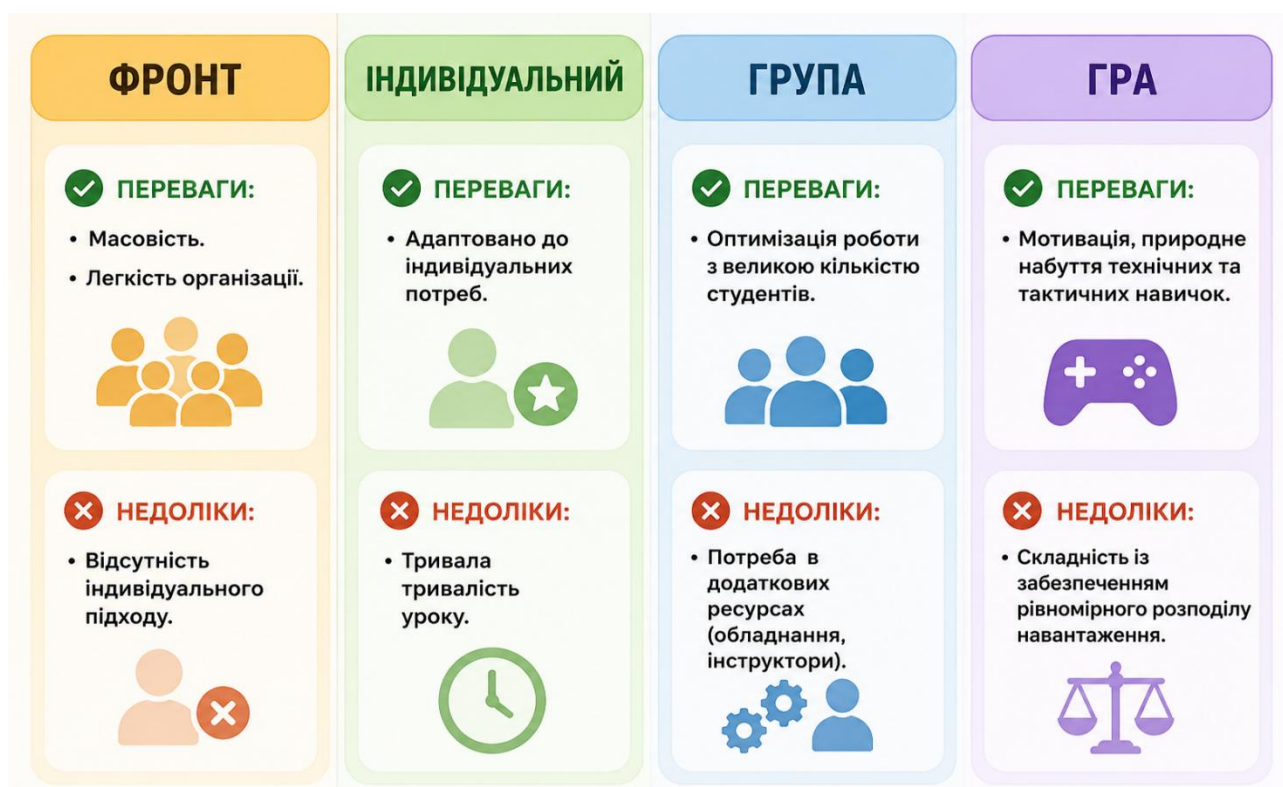 ФРОНТ
ПЕРЕВАГИ:
• Масовість.
• Легкість організації.
НЕДОЛІКИ:
• Відсутність
індивідуального
підходу.
ІНДИВІДУАЛЬНИЙ
ПЕРЕВАГИ:
• Адаптовано до
індивідуальних
потреб.
НЕДОЛІКИ:
• Тривала
тривалість
уроку.
ГРУПА
ПЕРЕВАГИ:
• Оптимізація роботи
з великою кількістю
студентів.
НЕДОЛІКИ:
• Потреба в
додаткових
ресурсах
(обладнання,
інструктори).
ГРА
ПЕРЕВАГИ:
• Мотивація, природне
набуття технічних та
тактичних навичок.
НЕДОЛІКИ:
• Складність із
забезпеченням
рівномірного розподілу
навантаження.